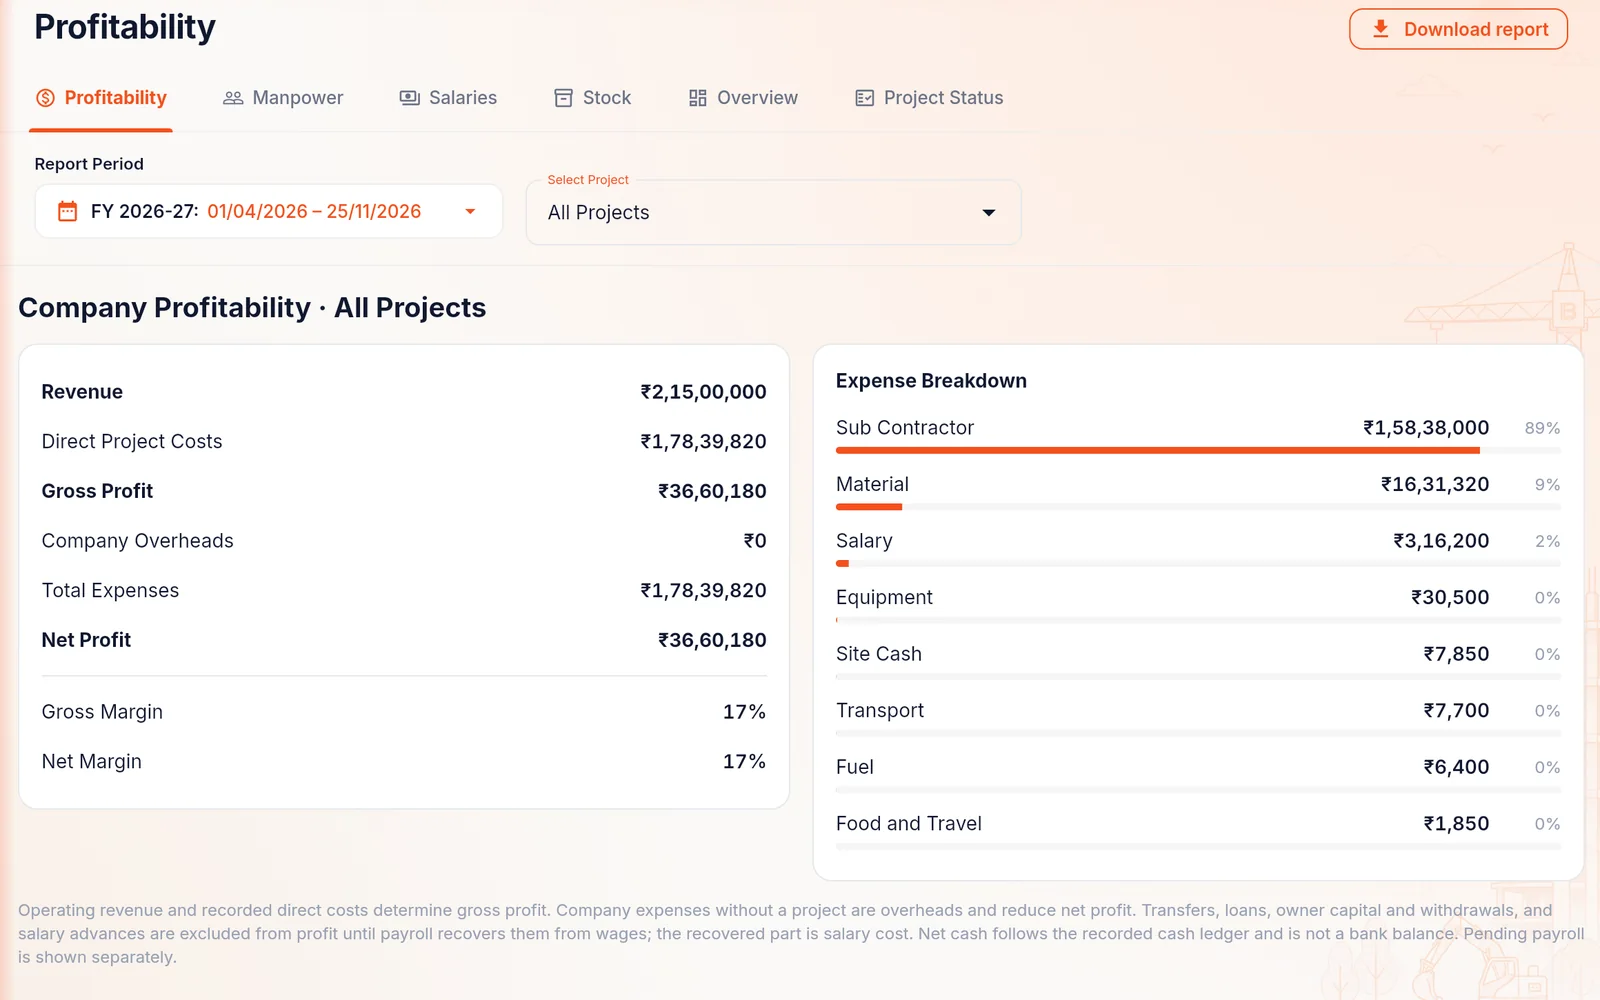 Profitability
Download report
Profitability
Manpower
Salaries
Stock
Overview
Project Status
Report Period
FY 2026-27: 01/04/2026 – 25/11/2026
Select Project
All Projects
Company Profitability · All Projects
Revenue ₹2,15,00,000
Direct Project Costs ₹1,78,39,820
Gross Profit ₹36,60,180
Company Overheads ₹0
Total Expenses ₹1,78,39,820
Net Profit ₹36,60,180
Gross Margin 17%
Net Margin 17%
Expense Breakdown
Sub Contractor ₹1,58,38,000 89%
Material ₹16,31,320 9%
Salary ₹3,16,200 2%
Equipment ₹30,500 0%
Site Cash ₹7,850 0%
Transport ₹7,700 0%
Fuel ₹6,400 0%
Food and Travel ₹1,850 0%
Operating revenue and recorded direct costs determine gross profit. Company expenses without a project are overheads and reduce net profit. Transfers, loans, owner capital and withdrawals, and
salary advances are excluded from profit until payroll recovers them from wages; the recovered part is salary cost. Net cash follows the recorded cash ledger and is not a bank balance. Pending payroll
is shown separately.
B